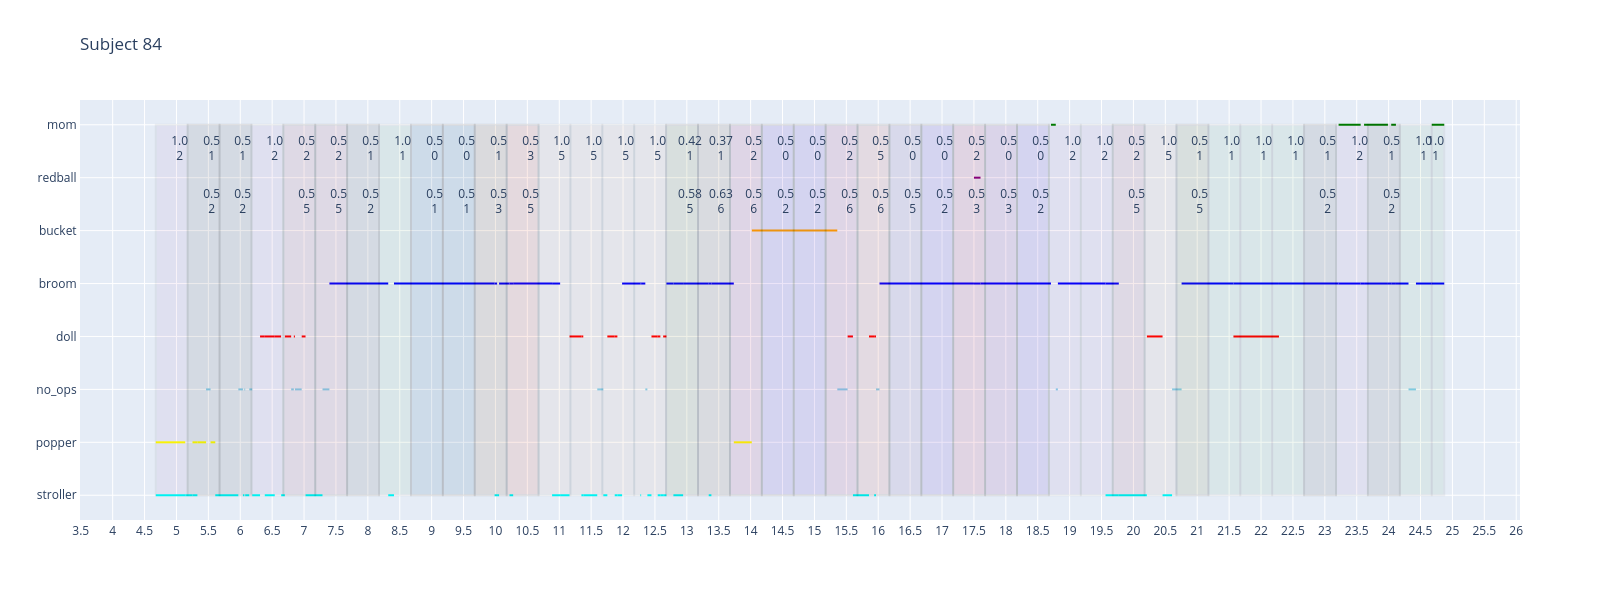 Subject 84
mom
1.0 0.5 0.5 1.0 0.5 0.5 0.5 1.0 0.5 0.5 0.5 0.5 1.0 1.0 1.0 1.0 0.42 0.37 0.5 0.5 0.5 0.5 0.5 0.5 0.5 0.5 0.5 0.5 1.0 1.0 0.5 1.0 0.5 1.0 1.0 1.0 0.5 1.0 0.5 1.0 1.0
2 1 1 2 2 2 1 1 0 0 1 3 5 5 5 5 1 1 2 0 0 2 5 0 0 2 0 0 2 2 2 5 1 1 1 1 1 2 1 1 1
redball
0.5 0.5 0.5 0.5 0.5 0.5 0.5 0.5 0.5 0.58 0.63 0.5 0.5 0.5 0.5 0.5 0.5 0.5 0.5 0.5 0.5 0.5 0.5 0.5 0.5
2 2 5 5 2 1 1 3 5 5 6 6 2 2 6 6 5 2 3 3 2 5 5 2 2
bucket
broom
doll
no_ops
popper
stroller
3.5 4 4.5 5 5.5 6 6.5 7 7.5 8 8.5 9 9.5 10 10.5 11 11.5 12 12.5 13 13.5 14 14.5 15 15.5 16 16.5 17 17.5 18 18.5 19 19.5 20 20.5 21 21.5 22 22.5 23 23.5 24 24.5 25 25.5 26